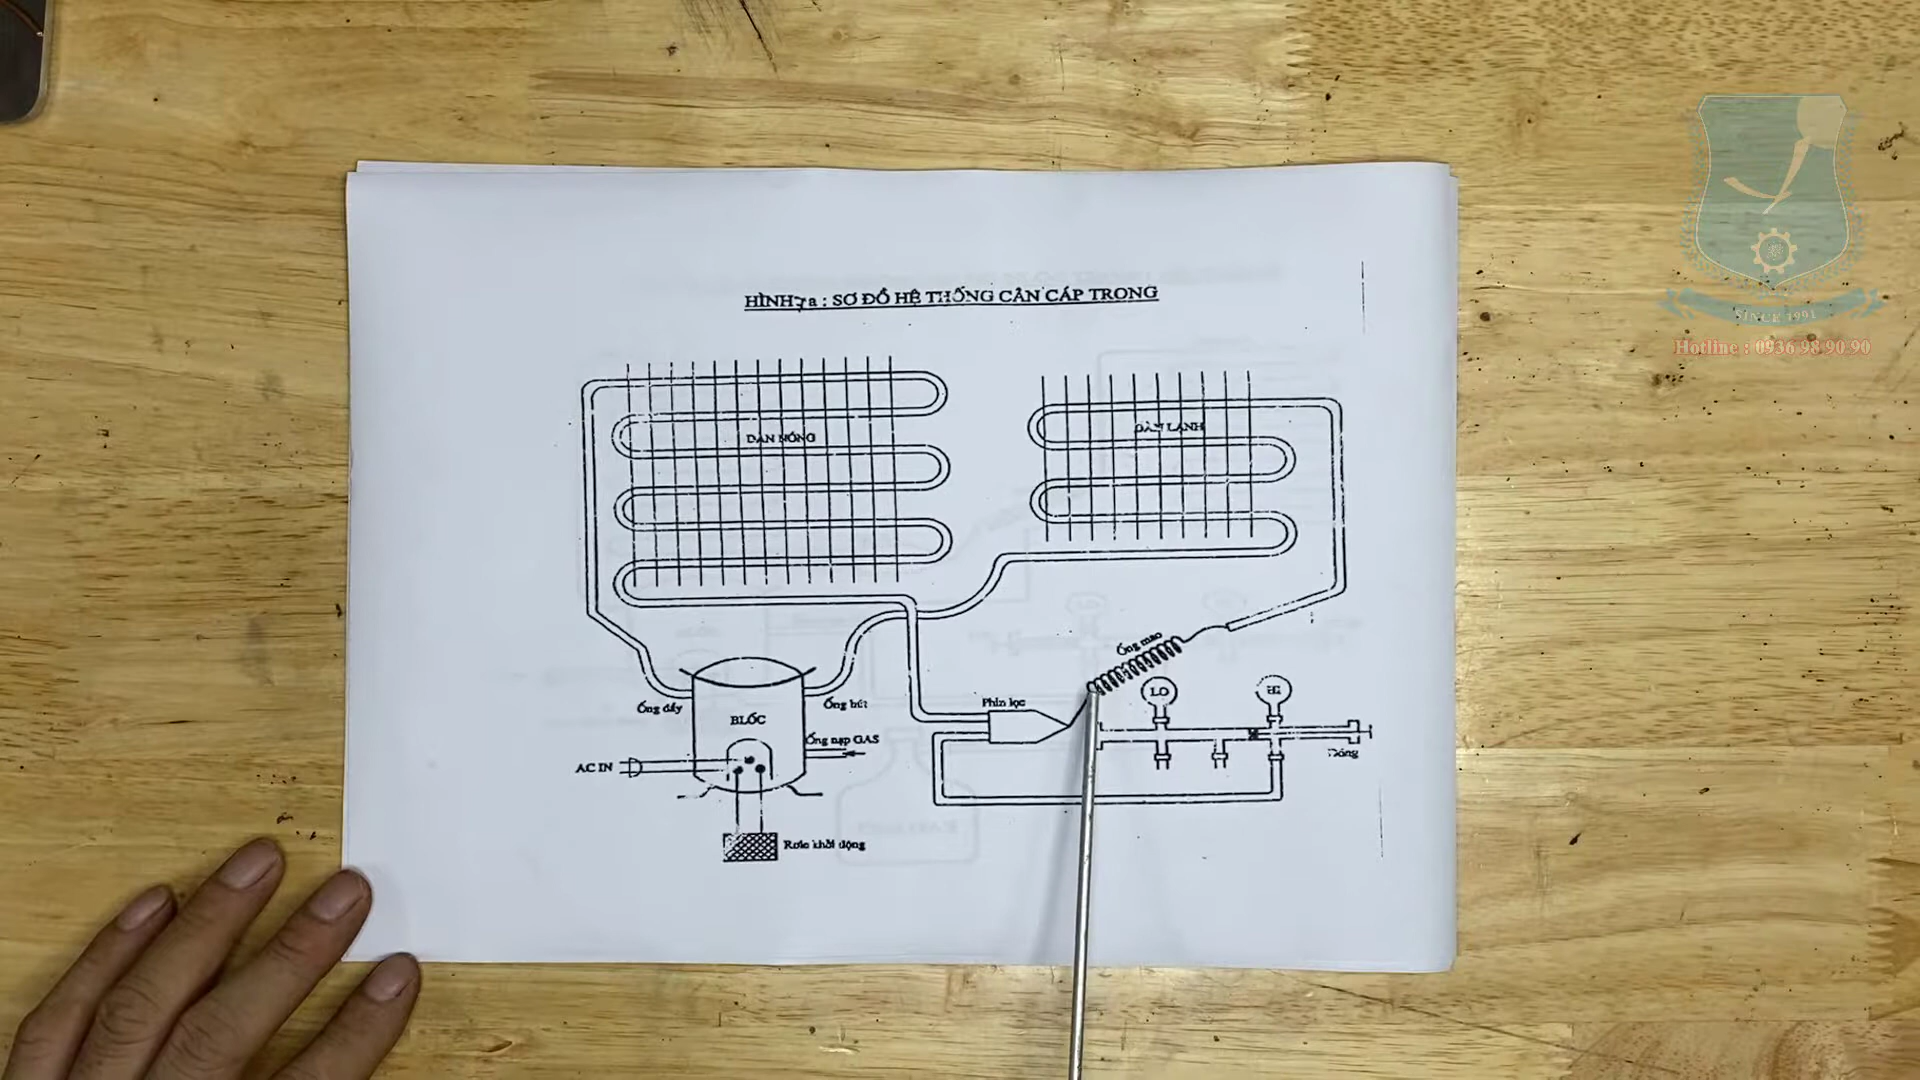 HÌNH 7a : SƠ ĐỒ HỆ THỐNG CÂN CÁP TRONG
DÀN NÓNG
DÀN LẠNH
Ống mao
LO
HI
Phin lọc
Đóng
Ống đẩy
BLỐC
Ống hút
Ống nạp GAS
AC IN
Rơle khởi động
SINCE 1991
Hotline : 0936.98.90.90